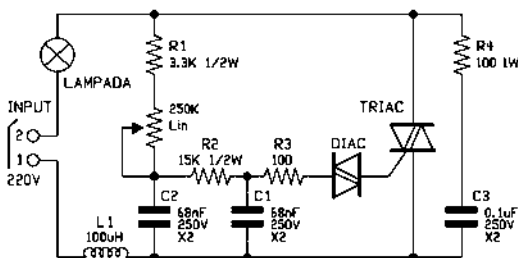 R1
3.3K 1/2W
R4
100 1W
LAMPADA
INPUT
250K
Lin
TRIAC
2
1
220V
R2
15K 1/2W
R3
100
DIAC
L1
100uH
C2
68nF
250V
X2
C1
68nF
250V
X2
C3
0.1uF
250V
X2